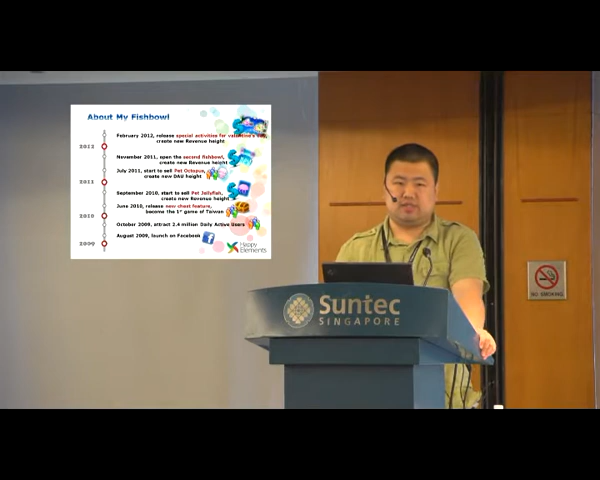 About My Fishbowl
February 2012, release special activities for valentine's day,
create new Revenue height
2012
November 2011, open the second fishbowl,
create new Revenue height
July 2011, start to sell Pet Octopus,
create new DAU height
2011
September 2010, start to sell Pet Jellyfish,
create new Revenue height
June 2010, release new chest feature,
become the 1st game of Taiwan
2010
October 2009, attract 2.4 million Daily Active Users
August 2009, launch on Facebook
2009
Happy
Elements
Suntec
SINGAPORE
NO SMOKING